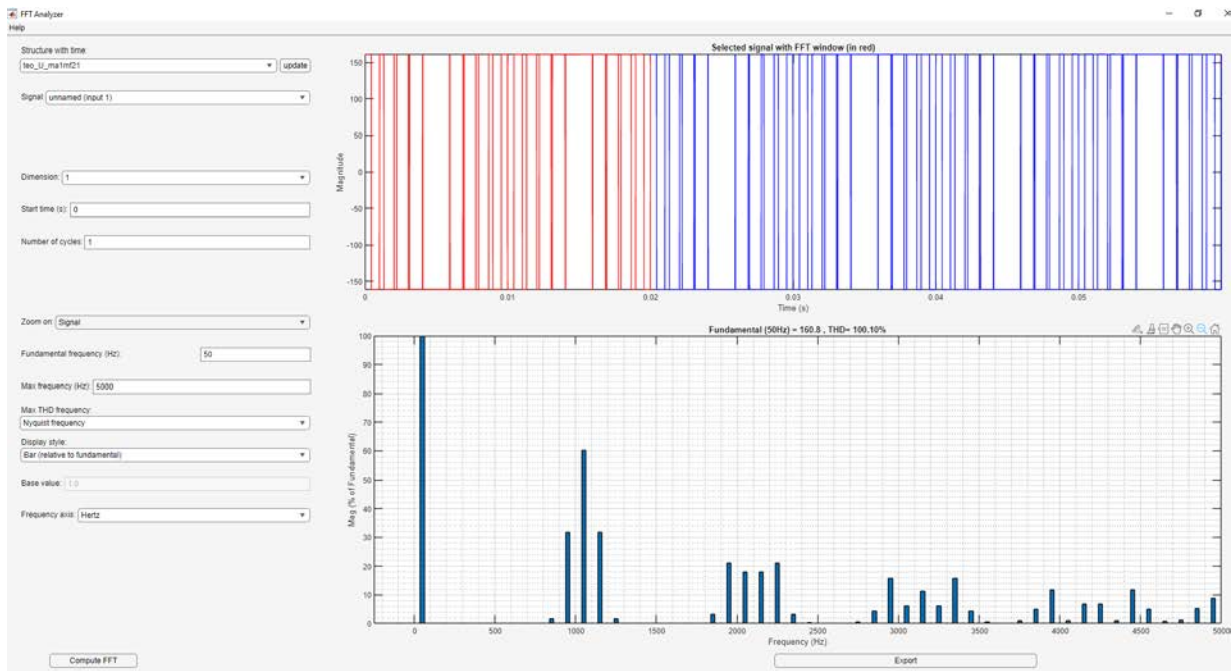 FFT Analyzer
Help
Structure with time:
teo_U_ma1mf21 update
Signal: unnamed (input 1)
Dimension: 1
Start time (s): 0
Number of cycles: 1
Zoom on: Signal
Fundamental frequency (Hz): 50
Max frequency (Hz): 5000
Max THD frequency:
Nyquist frequency
Display style:
Bar (relative to fundamental)
Base value: 1.0
Frequency axis: Hertz
Compute FFT
Selected signal with FFT window (in red)
Magnitude
150
100
50
0
-50
-100
-150
0 0.01 0.02 0.03 0.04 0.05
Time (s)
Fundamental (50Hz) = 160.8 , THD= 100.10%
Mag (% of Fundamental)
100
90
80
70
60
50
40
30
20
10
0
0 500 1000 1500 2000 2500 3000 3500 4000 4500 5000
Frequency (Hz)
Export